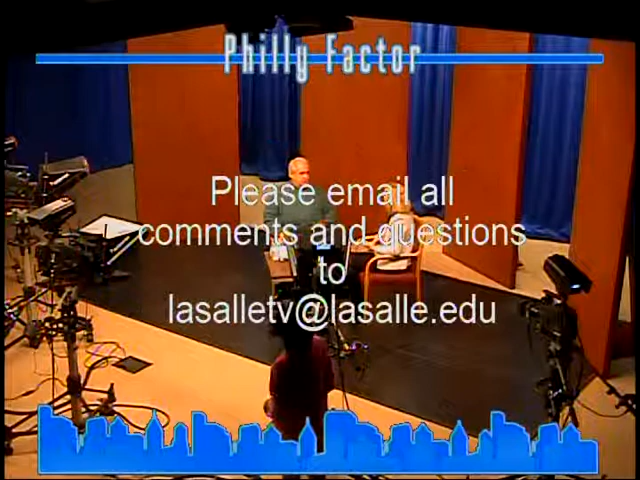 Philly Factor
Please email all
comments and questions
to
lasalletv@lasalle.edu